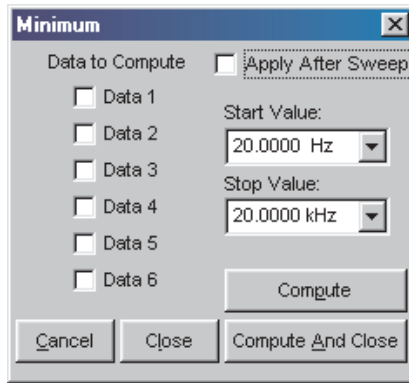 Minimum
Data to Compute
Apply After Sweep
Data 1
Data 2
Data 3
Data 4
Data 5
Data 6
Start Value:
20.0000 Hz
Stop Value:
20.0000 kHz
Compute
Cancel
Close
Compute And Close